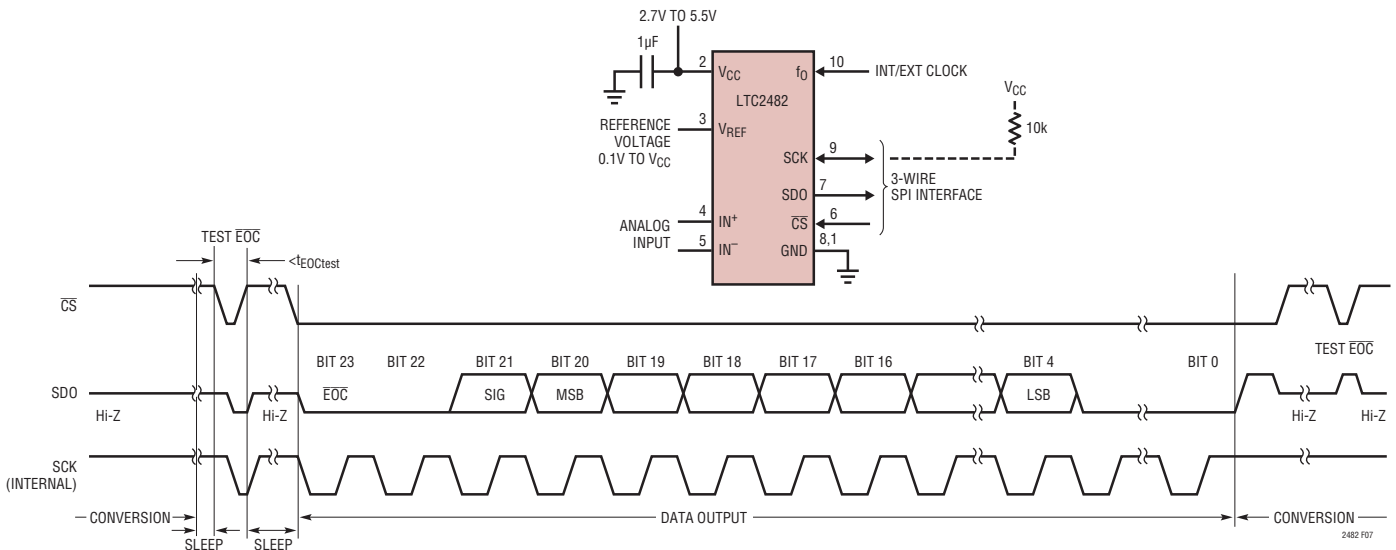 2.7V TO 5.5V
1µF
2
VCC
fO
10
INT/EXT CLOCK
LTC2482
VCC
10k
REFERENCE
VOLTAGE
0.1V TO VCC
3
VREF
SCK
9
3-WIRE
SPI INTERFACE
SDO
7
ANALOG
INPUT
4
IN+
CS
6
5
IN–
GND
8,1
TEST EOC
<tEOCtest
CS
TEST EOC
BIT 23 BIT 22 BIT 21 BIT 20 BIT 19 BIT 18 BIT 17 BIT 16 BIT 4 BIT 0
SDO
EOC SIG MSB LSB
Hi-Z Hi-Z Hi-Z Hi-Z
SCK
(INTERNAL)
CONVERSION DATA OUTPUT CONVERSION
SLEEP SLEEP
2482 F07